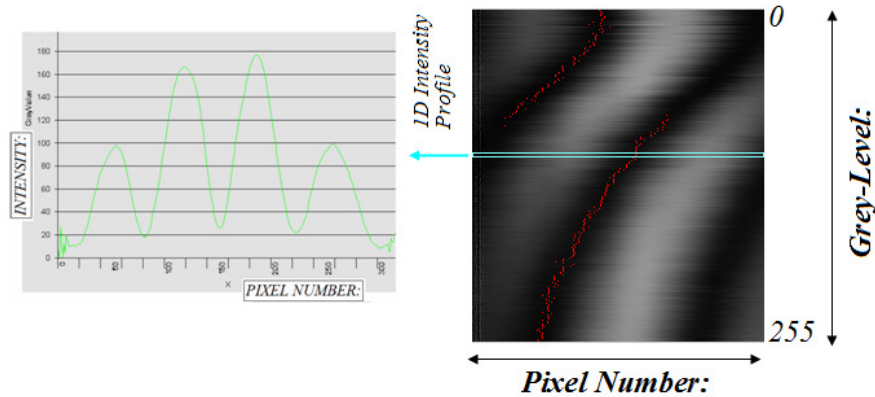 180
160
140
120
100
80
60
40
20
0
GrayValue
INTENSITY:
0
50
100
150
200
250
300
X
PIXEL NUMBER:
1D Intensity
Profile
0
Grey-Level:
255
Pixel Number: